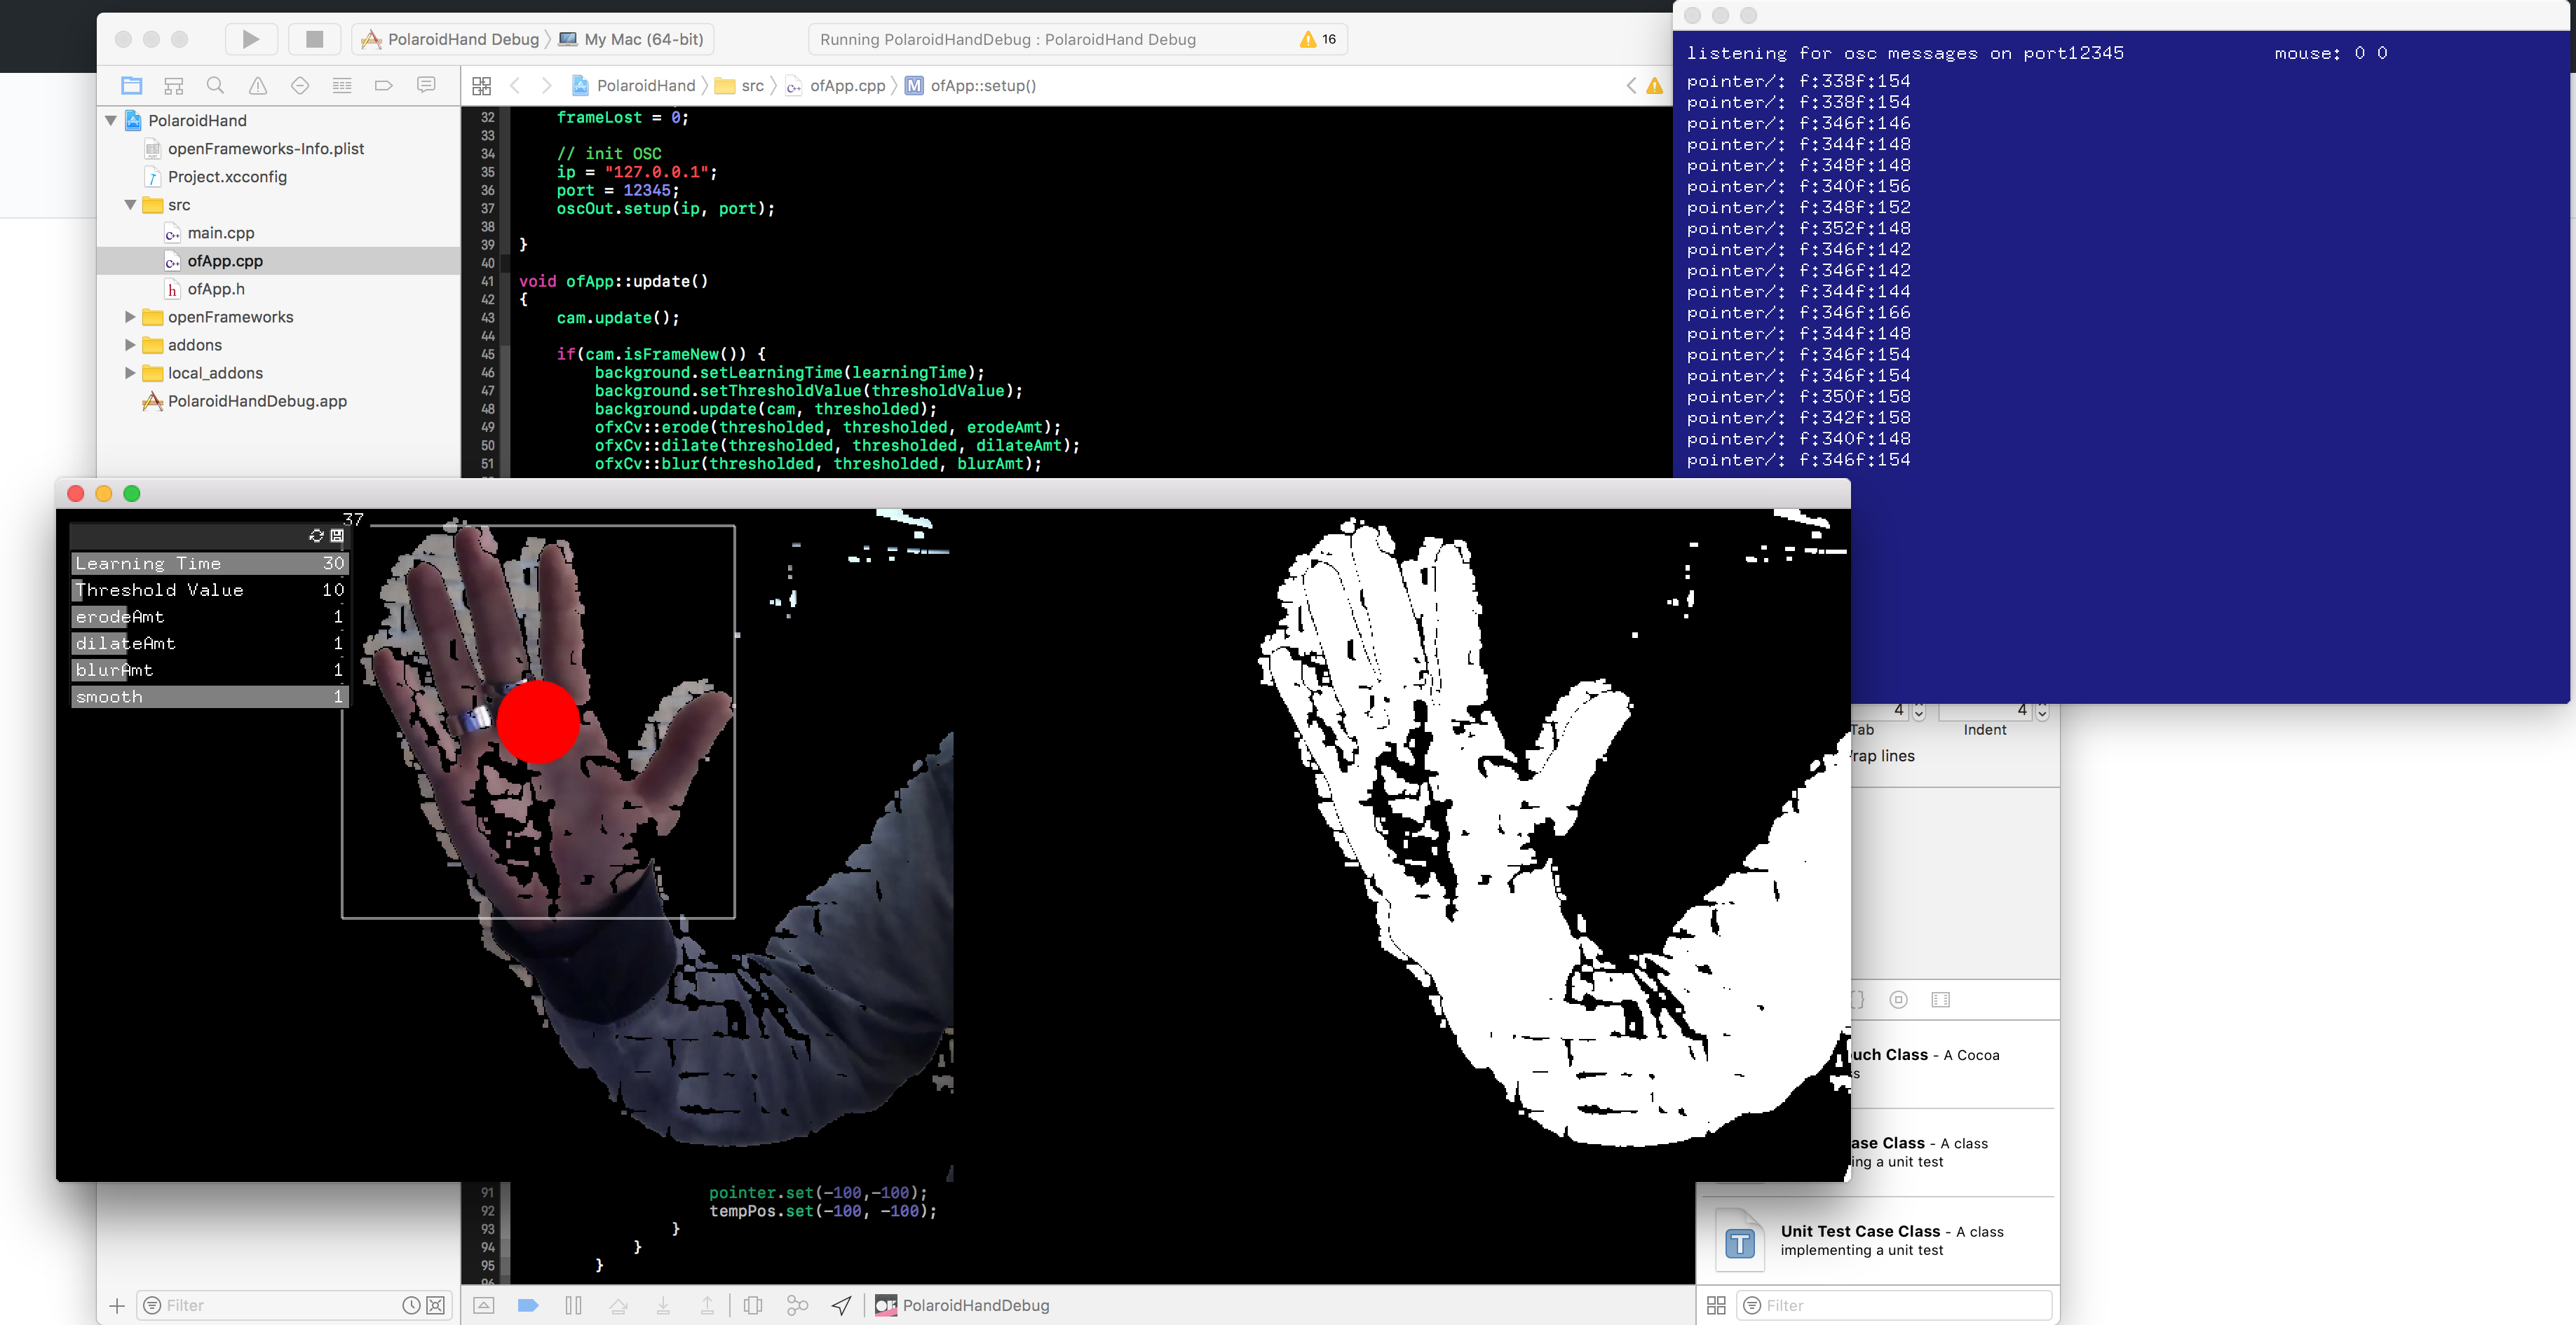 PolaroidHand Debug
My Mac (64-bit)
Running PolaroidHandDebug : PolaroidHand Debug
16
PolaroidHand
src
ofApp.cpp
M
ofApp::setup()
PolaroidHand
openFrameworks-Info.plist
Project.xcconfig
src
main.cpp
ofApp.cpp
ofApp.h
openFrameworks
addons
local_addons
PolaroidHandDebug.app
32 frameLost = 0;
33
34 // init OSC
35 ip = "127.0.0.1";
36 port = 12345;
37 oscOut.setup(ip, port);
38
39 }
40
41 void ofApp::update()
42 {
43 cam.update();
44
45 if(cam.isFrameNew()) {
46 background.setLearningTime(learningTime);
47 background.setThresholdValue(thresholdValue);
48 background.update(cam, thresholded);
49 ofxCv::erode(thresholded, thresholded, erodeAmt);
50 ofxCv::dilate(thresholded, thresholded, dilateAmt);
51 ofxCv::blur(thresholded, thresholded, blurAmt);
listening for osc messages on port12345
mouse: 0 0
pointer/: f:338f:154
pointer/: f:338f:154
pointer/: f:346f:146
pointer/: f:344f:148
pointer/: f:348f:148
pointer/: f:340f:156
pointer/: f:348f:152
pointer/: f:352f:148
pointer/: f:346f:142
pointer/: f:346f:142
pointer/: f:344f:144
pointer/: f:346f:166
pointer/: f:344f:148
pointer/: f:346f:154
pointer/: f:346f:154
pointer/: f:350f:158
pointer/: f:342f:158
pointer/: f:340f:148
pointer/: f:346f:154
37
Learning Time 30
Threshold Value 10
erodeAmt 1
dilateAmt 1
blurAmt 1
smooth 1
4 4
Tab Indent
rap lines
uch Class - A Cocoa
s
ase Class - A class
ing a unit test
T
Unit Test Case Class - A class
implementing a unit test
91 pointer.set(-100,-100);
92 tempPos.set(-100, -100);
93 }
94 }
95 }
96
Filter
PolaroidHandDebug
Filter